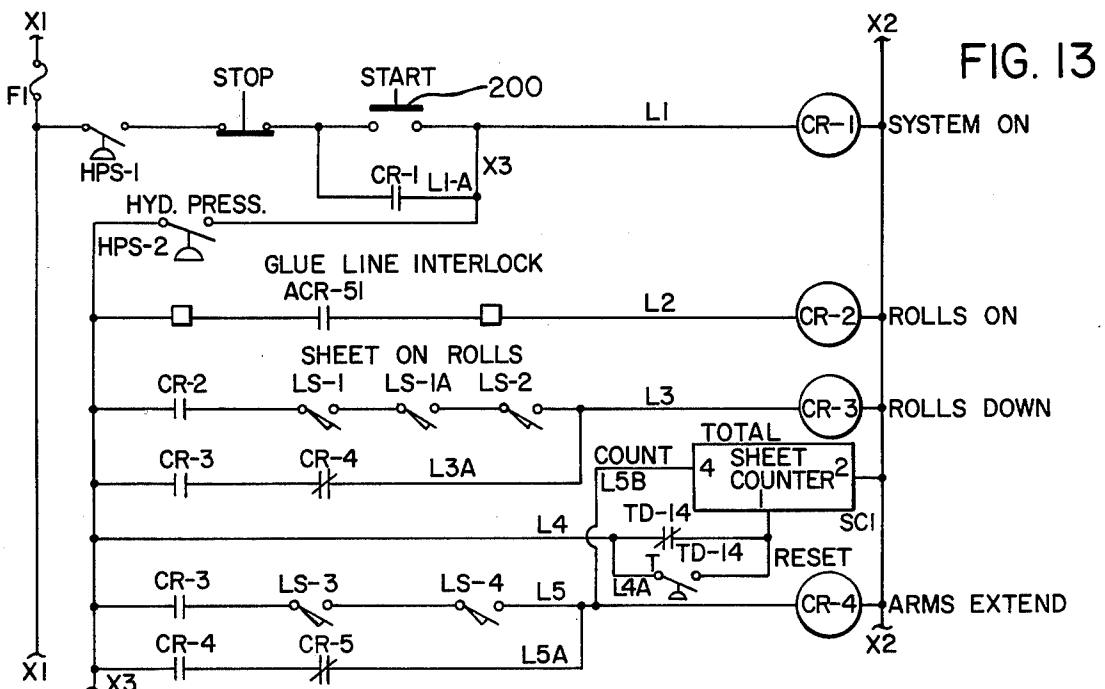 X1 X2
FIG. 13
F1 STOP START 200
L1 CR-1 SYSTEM ON
HPS-1 CR-1 L1-A X3
HYD. PRESS.
HPS-2
GLUE LINE INTERLOCK
ACR-51 L2 CR-2 ROLLS ON
SHEET ON ROLLS
CR-2 LS-1 LS-1A LS-2 L3 CR-3 ROLLS DOWN
TOTAL
CR-3 CR-4 L3A COUNT 4 SHEET 2
L5B COUNTER
1
TD-14 SC1
L4 TD-14 RESET
T
L4A
CR-3 LS-3 LS-4 L5 CR-4 ARMS EXTEND
CR-4 CR-5 L5A
X1 X3 X2